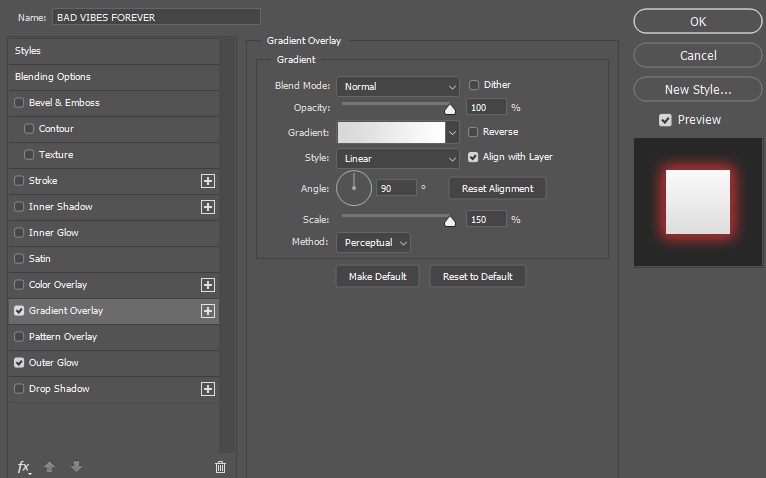 Name: BAD VIBES FOREVER
Styles
Blending Options
Bevel & Emboss
Contour
Texture
Stroke
Inner Shadow
Inner Glow
Satin
Color Overlay
Gradient Overlay
Pattern Overlay
Outer Glow
Drop Shadow
fx
Gradient Overlay
Gradient
Blend Mode: Normal Dither
Opacity: 100 %
Gradient: Reverse
Style: Linear Align with Layer
Angle: 90 ° Reset Alignment
Scale: 150 %
Method: Perceptual
Make Default Reset to Default
OK
Cancel
New Style...
Preview